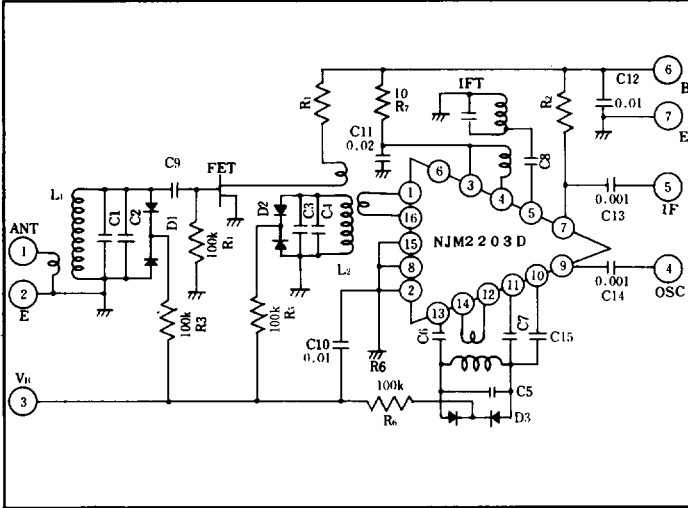 C12
6
B
10
R7
IFT
0.01
R1
R2
7
E
C11
0.02
C9
C8
FET
6
1
3
4
5
5
0.001
C13
IF
L1
C1
C2
D1
D2
C3
C4
16
7
ANT
1
100k
R1
15
NJM2203D
L2
8
9
2
E
2
10
11
12
14
13
0.001
C14
4
OSC
100k
R3
100k
C10
0.01
R6
C6
C7
C15
VB
3
100k
R6
C5
D3